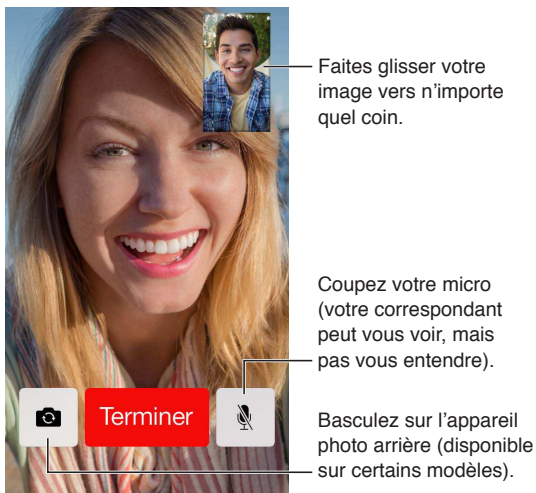 Faites glisser votre
image vers n’importe
quel coin.
Coupez votre micro
(votre correspondant
peut vous voir, mais
pas vous entendre).
Terminer
Basculez sur l’appareil
photo arrière (disponible
sur certains modèles).